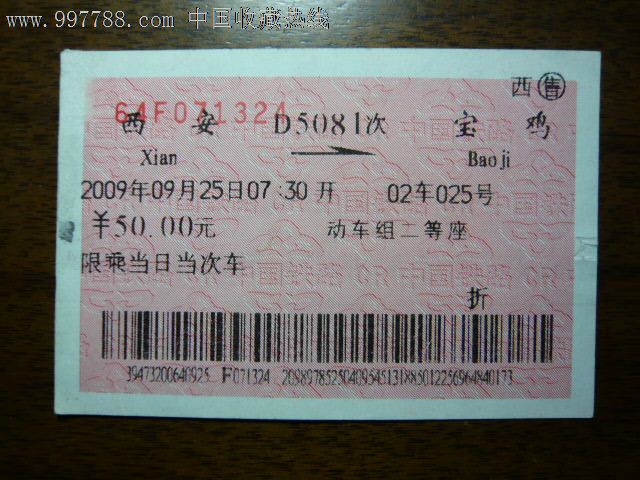 www.997788.com 中国收藏热线
西 售
64F071324
西安 D5081次 宝鸡
Xian Baoji
2009年09月25日07:30开 02车025号
￥50.00元 动车组二等座
限乘当日当次车
折
39473200640925 F071324 2098978525040954513188501225696484017​3